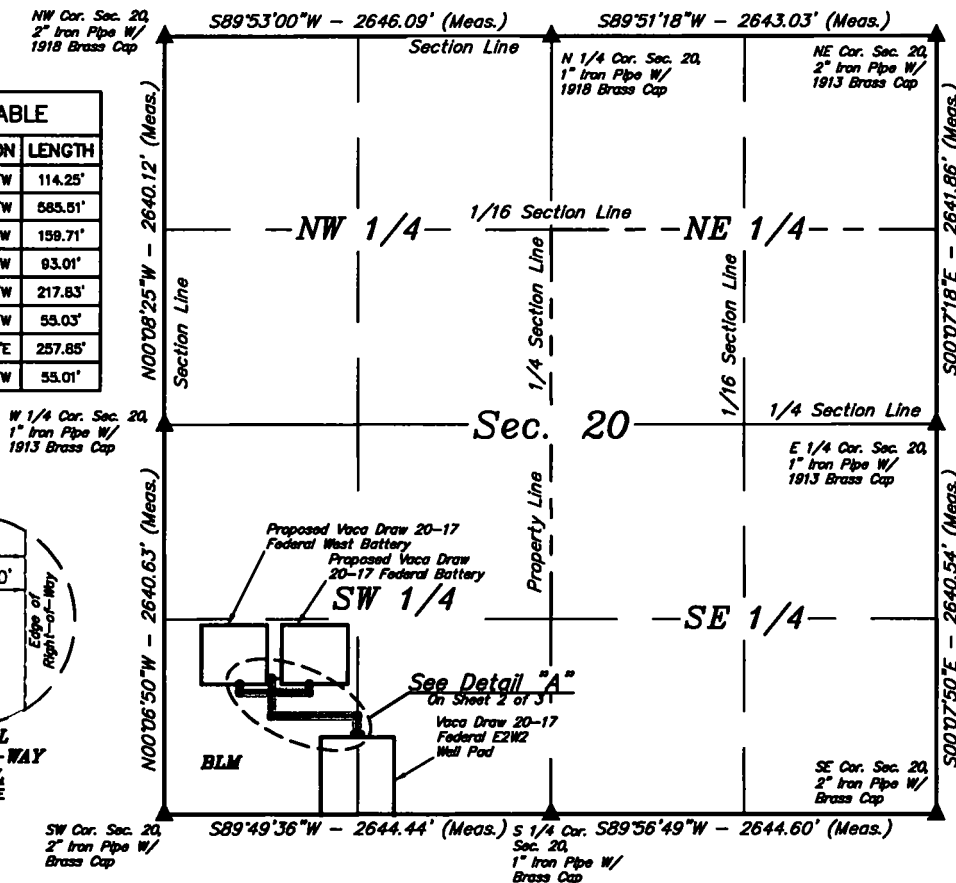 S89°53'00"W - 2646.09' (Meas.)
S89°51'18"W - 2643.03' (Meas.)
NW Cor. Sec. 20,
2" Iron Pipe W/
1918 Brass Cap
Section Line
N 1/4 Cor. Sec. 20,
1" Iron Pipe W/
1918 Brass Cap
NE Cor. Sec. 20,
2" Iron Pipe W/
1913 Brass Cap
ABLE
ON LENGTH
W 114.25'
W 585.51'
W 159.71'
W 93.01'
W 217.83'
W 55.03'
E 257.85'
W 55.01'
N00°08'25"W - 2640.12' (Meas.)
Section Line
NW 1/4
1/16 Section Line
NE 1/4
1/4 Section Line
1/16 Section Line
S00°07'18"E - 2641.86' (Meas.)
W 1/4 Cor. Sec. 20,
1" Iron Pipe W/
1913 Brass Cap
Sec. 20
1/4 Section Line
E 1/4 Cor. Sec. 20,
1" Iron Pipe W/
1913 Brass Cap
N00°06'50"W - 2640.63' (Meas.)
Property Line
S00°07'50"E - 2640.54' (Meas.)
0'
Edge of
Right-of-Way
L
-WAY
Proposed Vaca Draw 20-17
Federal West Battery
Proposed Vaca Draw
20-17 Federal Battery
SW 1/4
SE 1/4
See Detail "A"
On Sheet 2 of 3
Vaca Draw 20-17
Federal E2W2
Well Pad
BLM
SE Cor. Sec. 20,
2" Iron Pipe W/
Brass Cap
SW Cor. Sec. 20,
2" Iron Pipe W/
Brass Cap
S89°49'36"W - 2644.44' (Meas.)
S 1/4 Cor.
Sec. 20,
1" Iron Pipe W/
Brass Cap
S89°56'49"W - 2644.60' (Meas.)